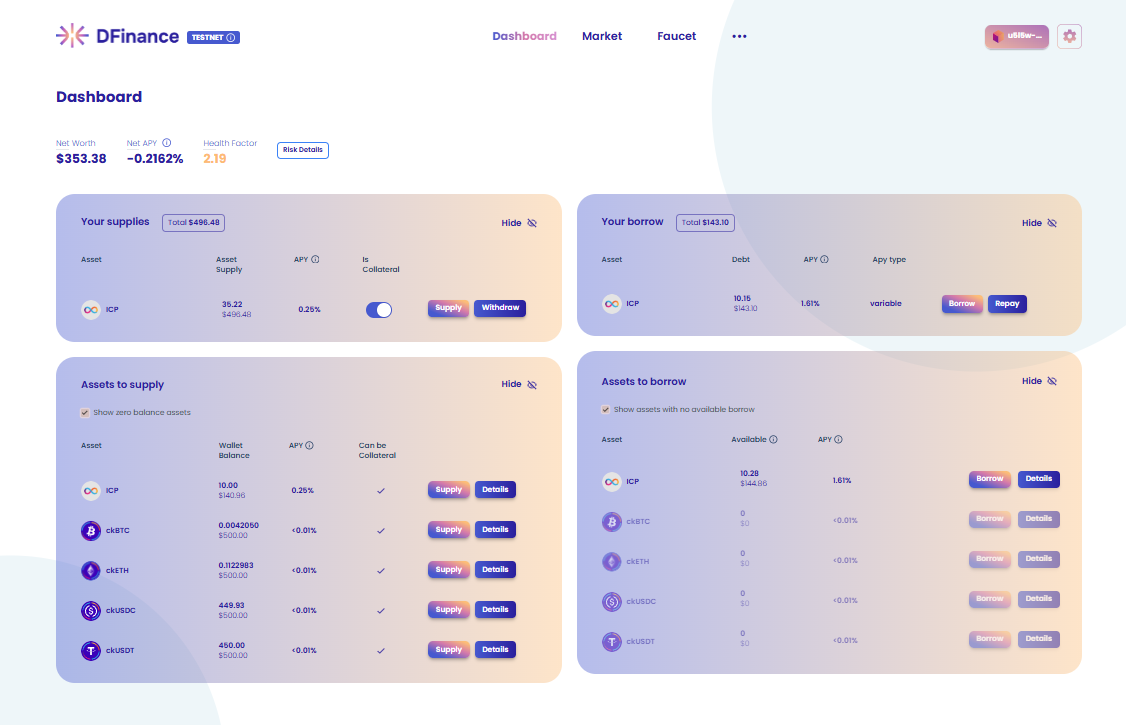 DFinance TESTNET
Dashboard Market Faucet •••
u6l6w-...
Dashboard
Net Worth Net APY Health Factor
$353.38 -0.2162% 2.19
Risk Details
Your supplies Total $496.48 Hide
Asset Asset Supply APY Is Collateral
ICP 35.22 0.25% Supply Withdraw
$496.48
Assets to supply Hide
Show zero balance assets
Asset Wallet Balance APY Can be Collateral
ICP 10.00 0.25% Supply Details
$140.96
ckBTC 0.0042050 <0.01% Supply Details
$500.00
ckETH 0.1122983 <0.01% Supply Details
$500.00
ckUSDC 449.93 <0.01% Supply Details
$500.00
ckUSDT 450.00 <0.01% Supply Details
$500.00
Your borrow Total $143.10 Hide
Asset Debt APY Apy type
ICP 10.15 1.61% variable Borrow Repay
$143.10
Assets to borrow Hide
Show assets with no available borrow
Asset Available APY
ICP 10.28 1.61% Borrow Details
$144.86
ckBTC 0 <0.01% Borrow Details
$0
ckETH 0 <0.01% Borrow Details
$0
ckUSDC 0 <0.01% Borrow Details
$0
ckUSDT 0 <0.01% Borrow Details
$0